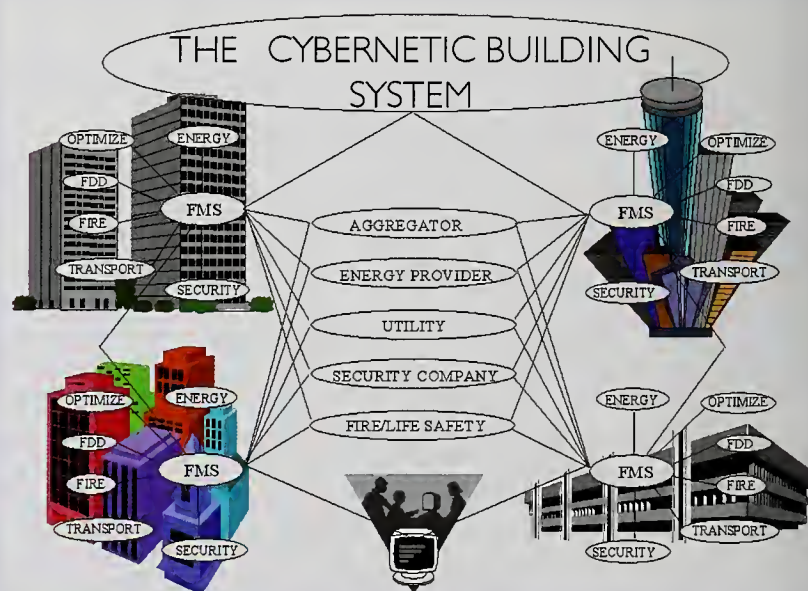 THE CYBERNETIC BUILDING
SYSTEM
OPTIMIZE
ENERGY
FDD
FMS
FIRE
TRANSPORT
SECURITY
ENERGY
OPTIMIZE
FDD
FMS
FIRE
TRANSPORT
SECURITY
AGGREGATOR
ENERGY PROVIDER
UTILITY
SECURITY COMPANY
FIRE/LIFE SAFETY
OPTIMIZE
ENERGY
FDD
FMS
FIRE
TRANSPORT
SECURITY
ENERGY
OPTIMIZE
FDD
FMS
FIRE
TRANSPORT
SECURITY